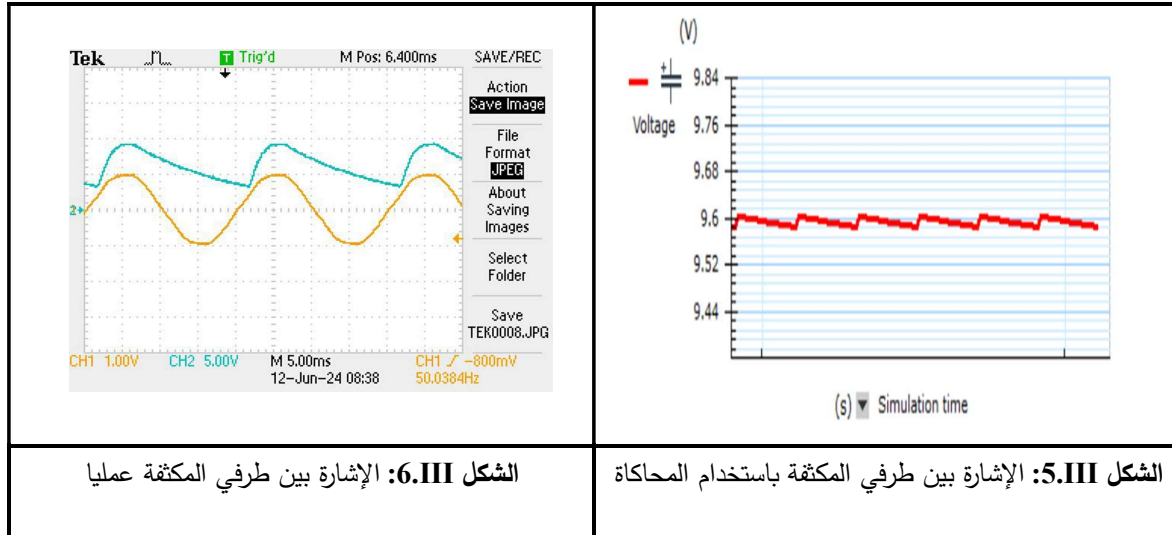 Tek
Trig'd
M Pos: 6.400ms
SAVE/REC
Action
Save Image
File
Format
JPEG
About
Saving
Images
Select
Folder
Save
TEK0008.JPG
2
CH1 1.00V
CH2 5.00V
M 5.00ms
CH1 -800mV
12-Jun-24 08:38
50.0384Hz
(V)
Voltage
9.84
9.76
9.68
9.6
9.52
9.44
(s) Simulation time
الشكل 5.III: الإشارة بين طرفي المكثفة باستخدام المحاكاة
الشكل 6.III: الإشارة بين طرفي المكثفة عمليا